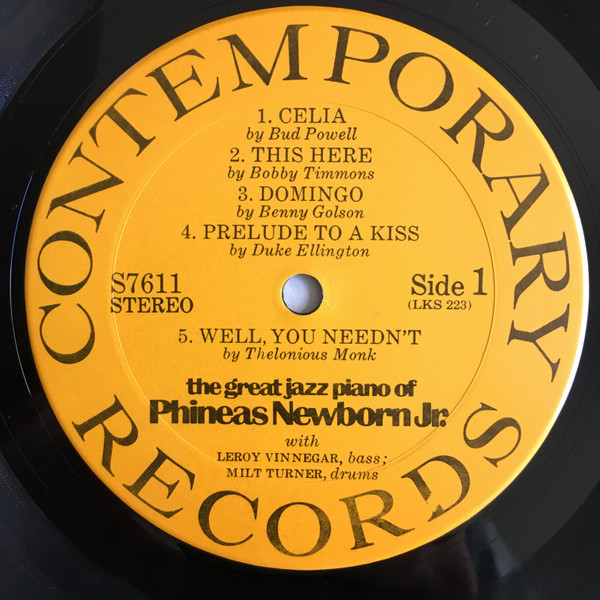 CONTEMPORARY
RECORDS
1. CELIA
by Bud Powell
2. THIS HERE
by Bobby Timmons
3. DOMINGO
by Benny Golson
4. PRELUDE TO A KISS
by Duke Ellington
S7611
STEREO
Side 1
(LKS 223)
5. WELL, YOU NEEDN'T
by Thelonious Monk
the great jazz piano of
Phineas Newborn Jr.
with
LEROY VINNEGAR, bass;
MILT TURNER, drums